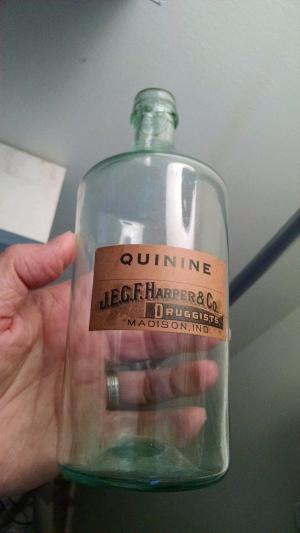 QUININE
J.E.C.F. HARPER & CO.
DRUGGISTS
MADISON, IND.